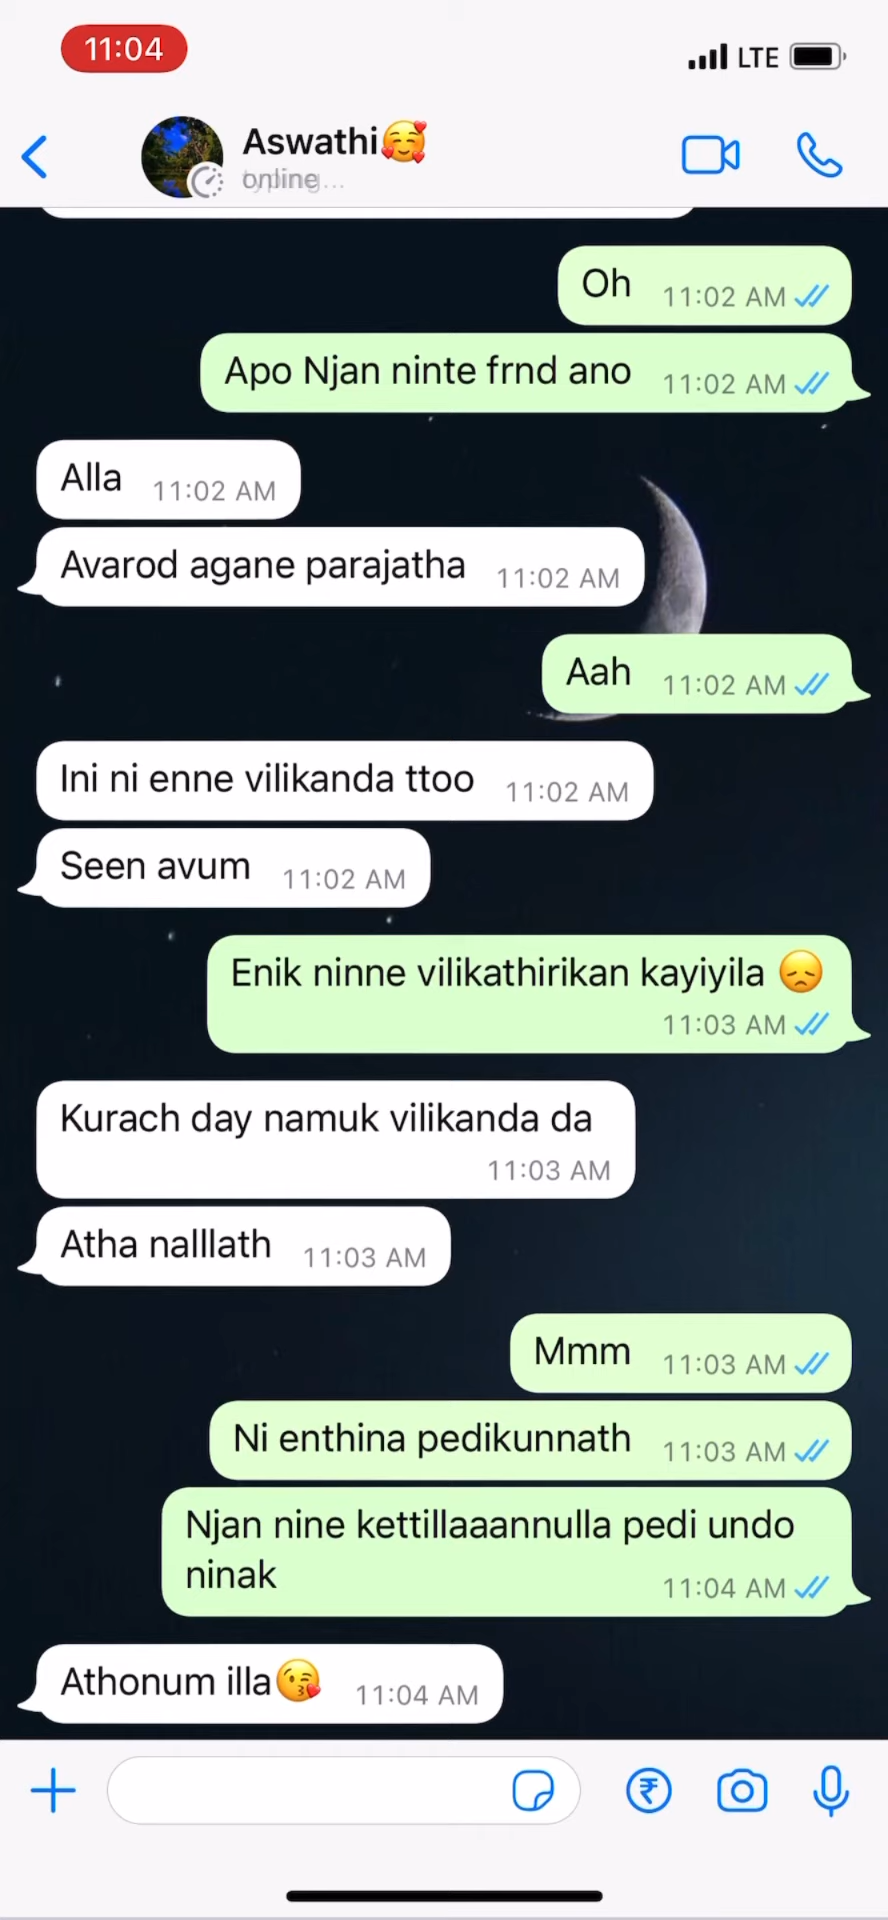 11:04
LTE
Aswathi🥰
online
Oh 11:02 AM
Apo Njan ninte frnd ano 11:02 AM
Alla 11:02 AM
Avarod agane parajatha 11:02 AM
Aah 11:02 AM
Ini ni enne vilikanda ttoo 11:02 AM
Seen avum 11:02 AM
Enik ninne vilikathirikan kayiyila 😞
11:03 AM
Kurach day namuk vilikanda da
11:03 AM
Atha nalllath 11:03 AM
Mmm 11:03 AM
Ni enthina pedikunnath 11:03 AM
Njan nine kettillaaannulla pedi undo
ninak 11:04 AM
Athonum illa😘 11:04 AM